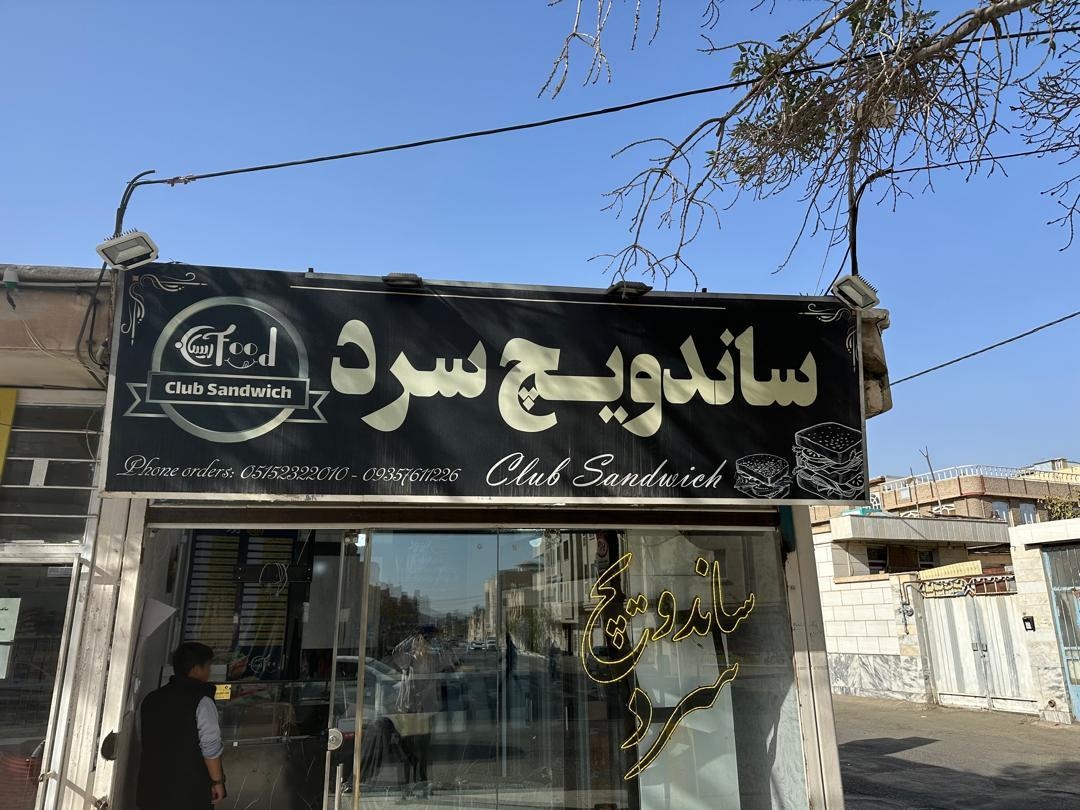 Food
Club Sandwich
ساندویچ سرد
Phone orders: 05152322010 - 09357611226
Club Sandwich
ساندویچ
سرد